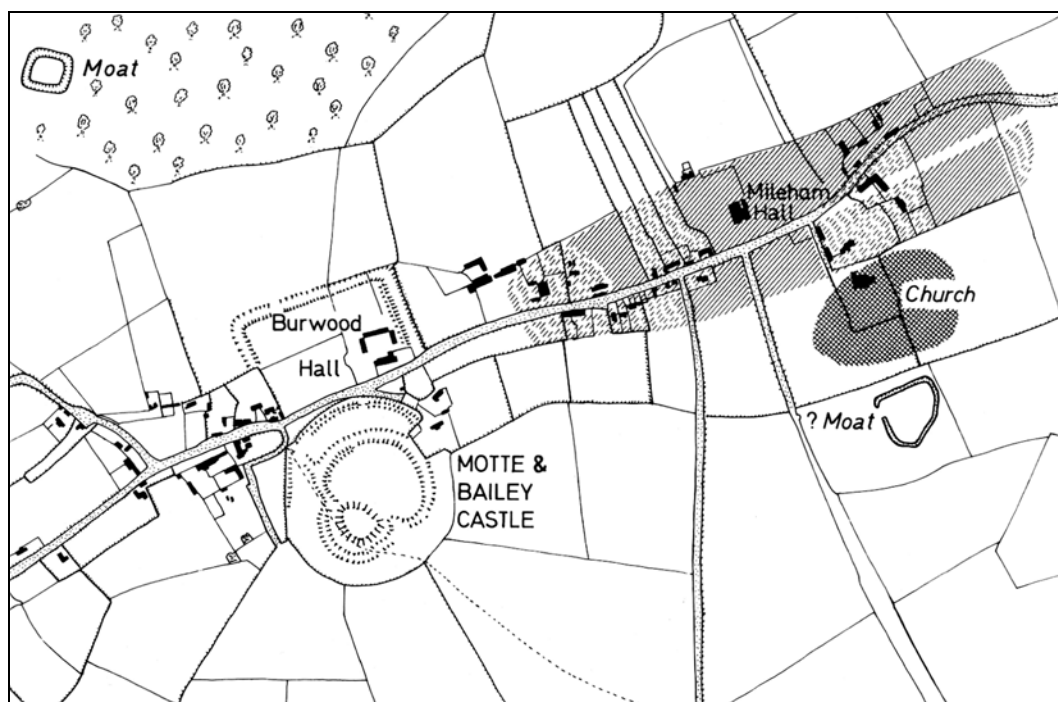 Moat
Mileham
Hall
Church
Burwood
Hall
? Moat
MOTTE &
BAILEY
CASTLE